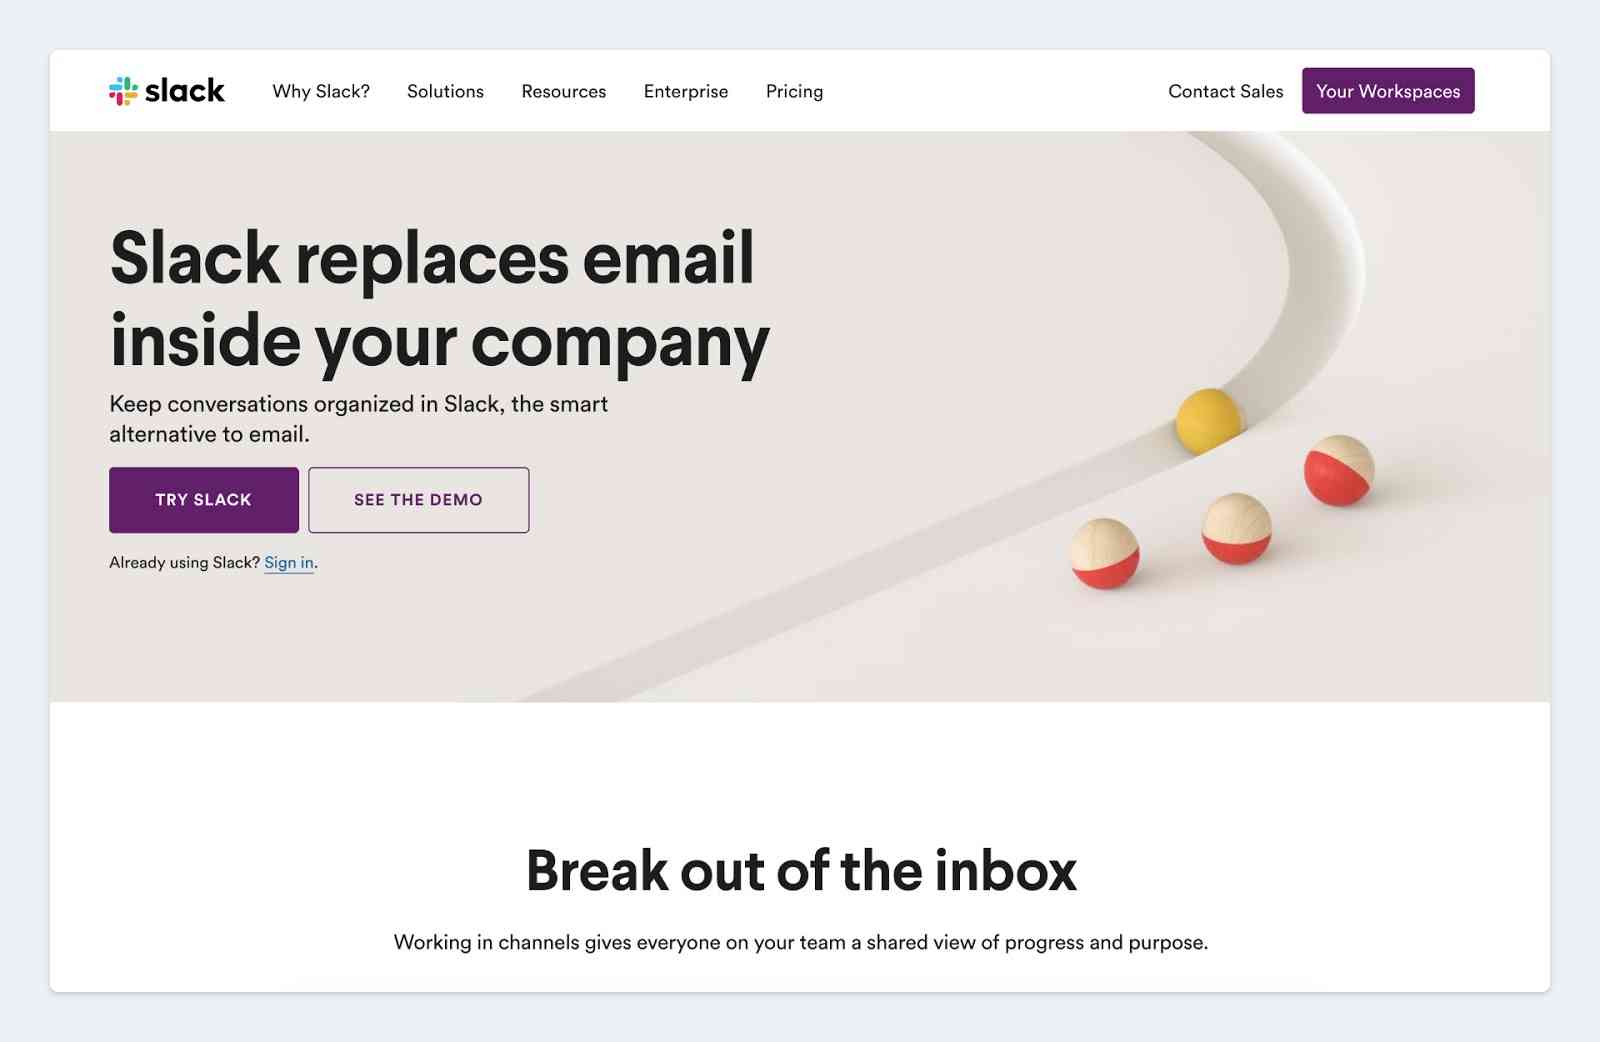 slack
Why Slack?
Solutions
Resources
Enterprise
Pricing
Contact Sales
Your Workspaces
Slack replaces email
inside your company
Keep conversations organized in Slack, the smart
alternative to email.
TRY SLACK
SEE THE DEMO
Already using Slack? Sign in.
Break out of the inbox
Working in channels gives everyone on your team a shared view of progress and purpose.